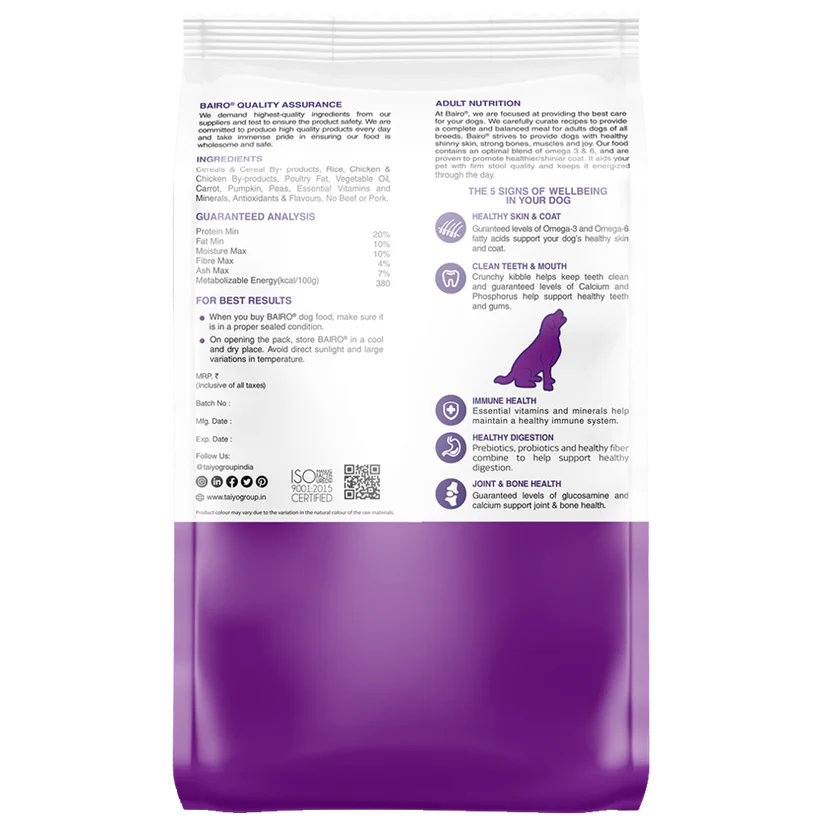 BAIRO® QUALITY ASSURANCE
We demand highest-quality ingredients from our
suppliers and test to ensure the product safety. We are
committed to produce high quality products every day
and take immense pride in ensuring our food is
wholesome and safe.
INGREDIENTS
Cereals & Cereal By- products, Rice, Chicken &
Chicken By-products, Poultry Fat, Vegetable Oil,
Carrot, Pumpkin, Peas, Essential Vitamins and
Minerals, Antioxidants & Flavours. No Beef or Pork.
GUARANTEED ANALYSIS
Protein Min 20%
Fat Min 10%
Moisture Max 10%
Fibre Max 4%
Ash Max 7%
Metabolizable Energy(kcal/100g) 380
FOR BEST RESULTS
• When you buy BAIRO® dog food, make sure it
is in a proper sealed condition.
• On opening the pack, store BAIRO® in a cool
and dry place. Avoid direct sunlight and large
variations in temperature.
MRP. ₹
(Inclusive of all taxes)
Batch No :
Mfg. Date :
Exp. Date :
Follow Us:
@taiyogroupindia
www.taiyogroup.in
ISO
9001:2015
CERTIFIED
Product colour may vary due to the variation in the natural colour of the raw materials.
ADULT NUTRITION
At Bairo®, we are focused at providing the best care
for your dogs. We carefully curate recipes to provide
a complete and balanced meal for adults dogs of all
breeds. Bairo® strives to provide dogs with healthy
shinny skin, strong bones, muscles and joy. Our food
contains an optimal blend of omega 3 & 6, and are
proven to promote healthier/shinier coat. It aids your
pet with firm stool quality and keeps it energized
through the day.
THE 5 SIGNS OF WELLBEING
IN YOUR DOG
HEALTHY SKIN & COAT
Guranteed levels of Omega-3 and Omega-6
fatty acids support your dog's healthy skin
and coat.
CLEAN TEETH & MOUTH
Crunchy kibble helps keep teeth clean
and guaranteed levels of Calcium and
Phosphorus help support healthy teeth
and gums.
IMMUNE HEALTH
Essential vitamins and minerals help
maintain a healthy immune system.
HEALTHY DIGESTION
Prebiotics, probiotics and healthy fiber
combine to help support healthy
digestion.
JOINT & BONE HEALTH
Guaranteed levels of glucosamine and
calcium support joint & bone health.